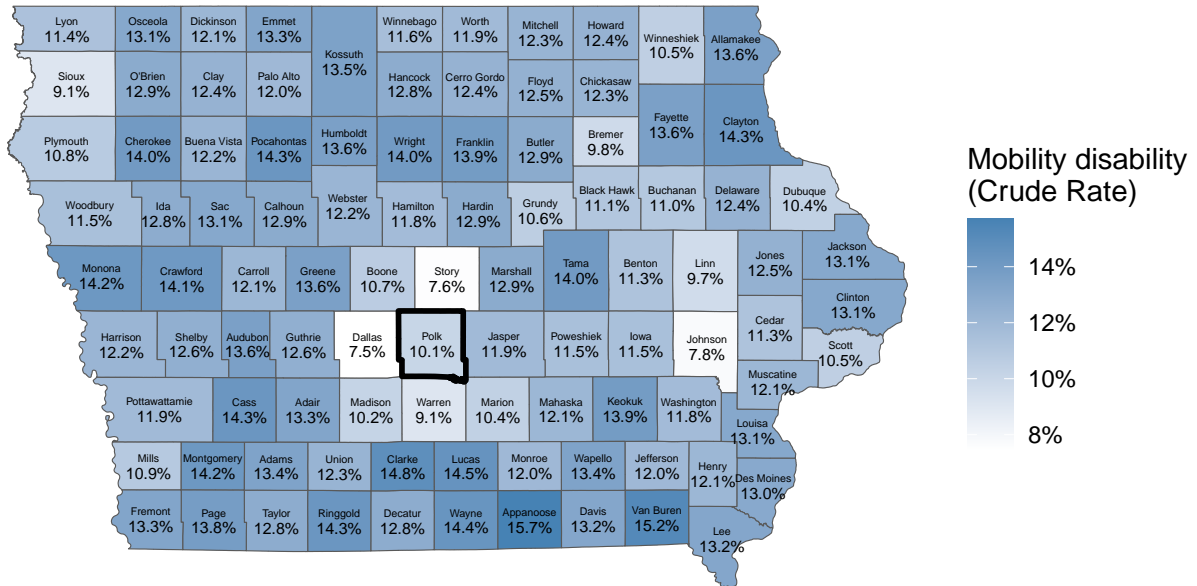 Lyon
11.4%
Osceola
13.1%
Dickinson
12.1%
Emmet
13.3%
Kossuth
13.5%
Winnebago
11.6%
Worth
11.9%
Mitchell
12.3%
Howard
12.4%
Winneshiek
10.5%
Allamakee
13.6%
Sioux
9.1%
O'Brien
12.9%
Clay
12.4%
Palo Alto
12.0%
Hancock
12.8%
Cerro Gordo
12.4%
Floyd
12.5%
Chickasaw
12.3%
Fayette
13.6%
Clayton
14.3%
Plymouth
10.8%
Cherokee
14.0%
Buena Vista
12.2%
Pocahontas
14.3%
Humboldt
13.6%
Wright
14.0%
Franklin
13.9%
Butler
12.9%
Bremer
9.8%
Woodbury
11.5%
Ida
12.8%
Sac
13.1%
Calhoun
12.9%
Webster
12.2%
Hamilton
11.8%
Hardin
12.9%
Grundy
10.6%
Black Hawk
11.1%
Buchanan
11.0%
Delaware
12.4%
Dubuque
10.4%
Monona
14.2%
Crawford
14.1%
Carroll
12.1%
Greene
13.6%
Boone
10.7%
Story
7.6%
Marshall
12.9%
Tama
14.0%
Benton
11.3%
Linn
9.7%
Jones
12.5%
Jackson
13.1%
Clinton
13.1%
Harrison
12.2%
Shelby
12.6%
Audubon
13.6%
Guthrie
12.6%
Dallas
7.5%
Polk
10.1%
Jasper
11.9%
Poweshiek
11.5%
Iowa
11.5%
Johnson
7.8%
Cedar
11.3%
Scott
10.5%
Muscatine
12.1%
Pottawattamie
11.9%
Cass
14.3%
Adair
13.3%
Madison
10.2%
Warren
9.1%
Marion
10.4%
Mahaska
12.1%
Keokuk
13.9%
Washington
11.8%
Louisa
13.1%
Mills
10.9%
Montgomery
14.2%
Adams
13.4%
Union
12.3%
Clarke
14.8%
Lucas
14.5%
Monroe
12.0%
Wapello
13.4%
Jefferson
12.0%
Henry
12.1%
Des Moines
13.0%
Fremont
13.3%
Page
13.8%
Taylor
12.8%
Ringgold
14.3%
Decatur
12.8%
Wayne
14.4%
Appanoose
15.7%
Davis
13.2%
Van Buren
15.2%
Lee
13.2%
Mobility disability
(Crude Rate)
14%
12%
10%
8%